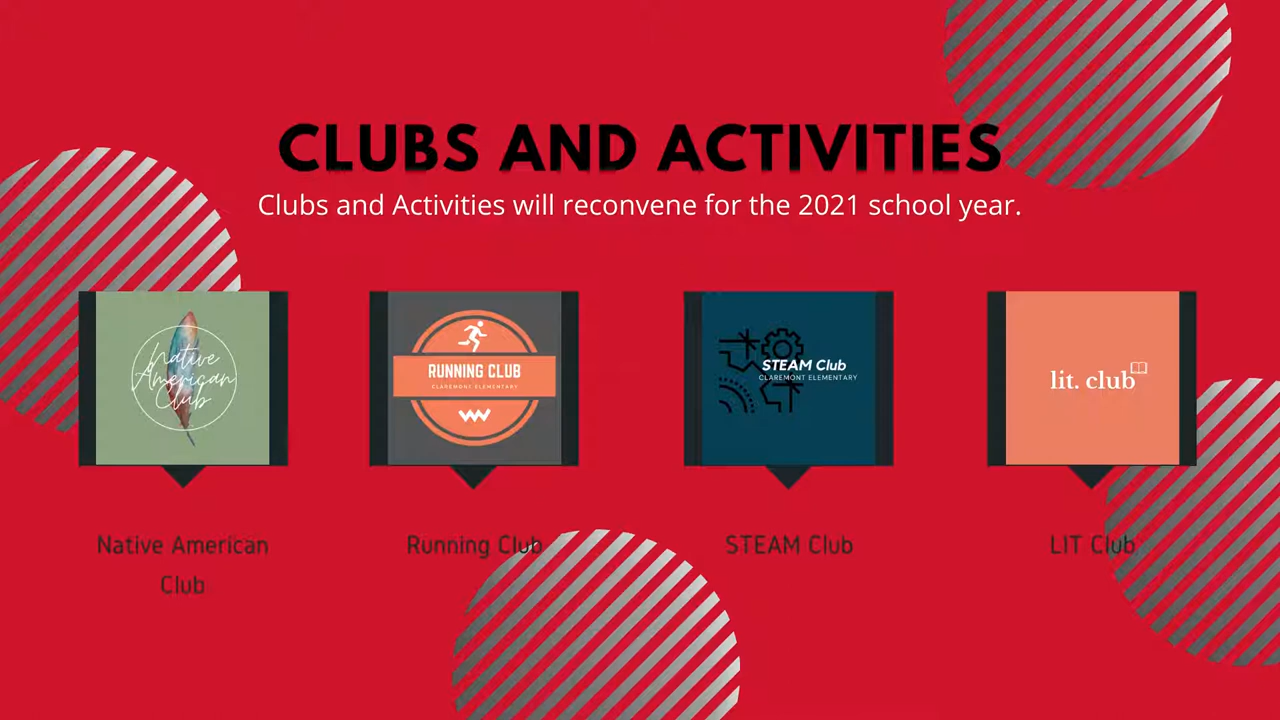 CLUBS AND ACTIVITIES
Clubs and Activities will reconvene for the 2021 school year.
Native
American
Club
RUNNING CLUB
CLAREMONT ELEMENTARY
STEAM Club
CLAREMONT ELEMENTARY
lit. club
Native American
Club
Running Club
STEAM Club
LIT Club